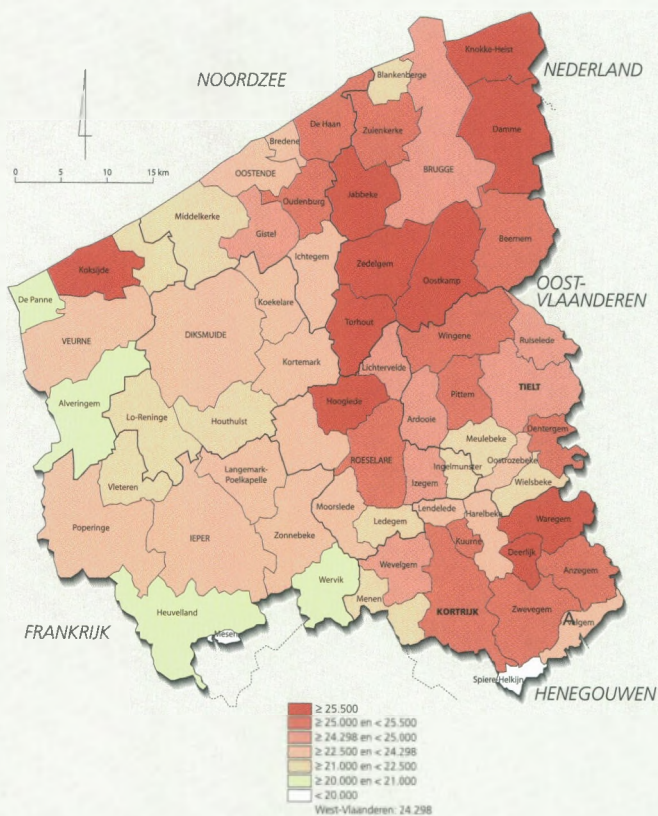 NOORDZEE
NEDERLAND
Knokke-Heist
Blankenberge
De Haan
Zuienkerke
Damme
Bredene
OOSTENDE
BRUGGE
0 5 10 15 km
Jabbeke
Oudenburg
Middelkerke
Gistel
Beernem
Ichtegem
Zedelgem
Oostkamp
Koksijde
OOST-
VLAANDEREN
De Panne
Koekelare
Torhout
VEURNE
DIKSMUIDE
Wingene
Ruiselede
Kortemark
Lichtervelde
TIELT
Pittem
Alveringem
Hooglede
Lo-Reninge
Houthulst
Ardooie
Dentergem
Meulebeke
ROESELARE
Oostrozebeke
Ingelmunster
Langemark-
Poelkapelle
Izegem
Wielsbeke
Vleteren
Moorslede
Lendelede
Harelbeke
Waregem
Ledegem
Poperinge
IEPER
Zonnebeke
Kuurne
Deerlijk
Wevelgem
Anzegem
Wervik
Menen
KORTRIJK
Zwevegem
Heuvelland
FRANKRIJK
Mesen
Spiere-Helkijn
HENEGOUWEN
≥ 25.500
≥ 25.000 en < 25.500
≥ 24.298 en < 25.000
≥ 22.500 en < 24.298
≥ 21.000 en < 22.500
≥ 20.000 en < 21.000
< 20.000
West-Vlaanderen: 24.298